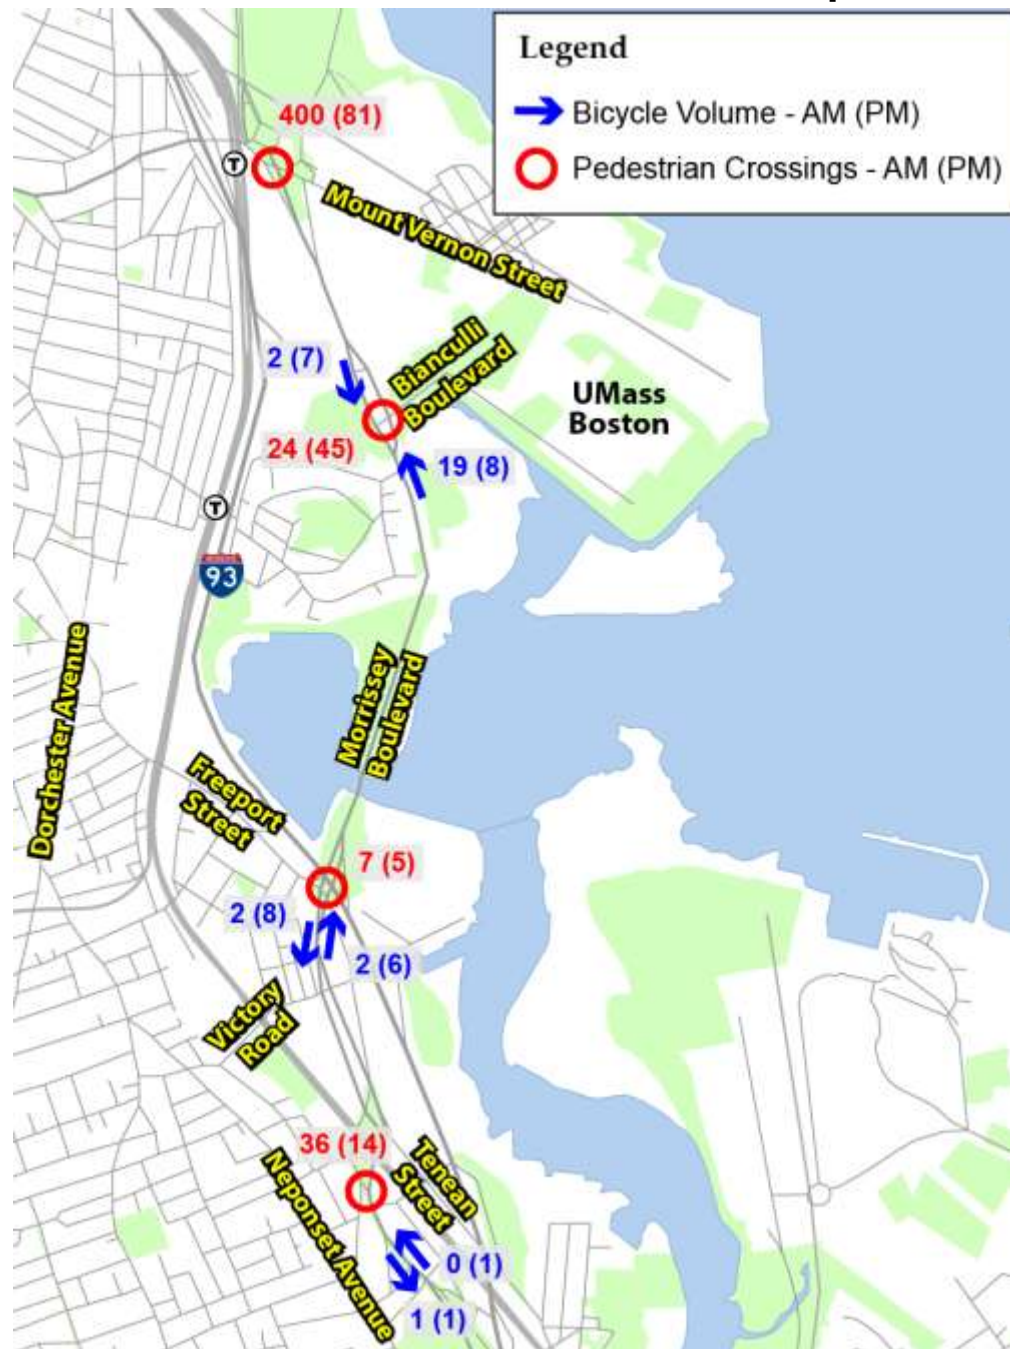 Legend
Bicycle Volume - AM (PM)
Pedestrian Crossings - AM (PM)
400 (81)
T
Mount Vernon Street
2 (7)
Bianculli
Boulevard
UMass
Boston
24 (45)
19 (8)
T
93
Dorchester Avenue
Morrissey
Boulevard
Freeport
Street
7 (5)
2 (8)
2 (6)
Victory
Road
36 (14)
Tenean
Street
Neponset Avenue
0 (1)
1 (1)